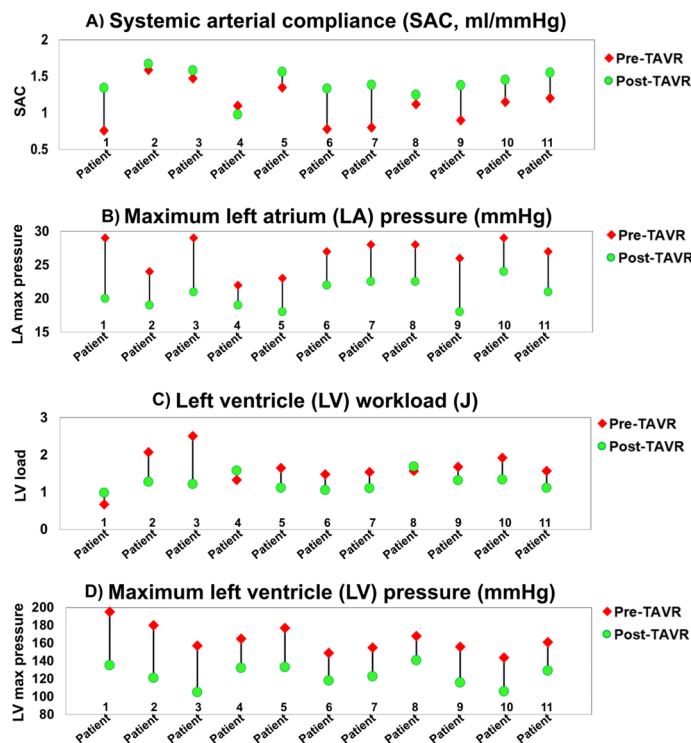 A) Systemic arterial compliance (SAC, ml/mmHg)
2
1.5
1
0.5
SAC
1 2 3 4 5 6 7 8 9 10 11
Patient Patient Patient Patient Patient Patient Patient Patient Patient Patient Patient
Pre-TAVR
Post-TAVR
B) Maximum left atrium (LA) pressure (mmHg)
30
25
20
15
LA max pressure
1 2 3 4 5 6 7 8 9 10 11
Patient Patient Patient Patient Patient Patient Patient Patient Patient Patient Patient
Pre-TAVR
Post-TAVR
C) Left ventricle (LV) workload (J)
3
2
1
0
LV load
1 2 3 4 5 6 7 8 9 10 11
Patient Patient Patient Patient Patient Patient Patient Patient Patient Patient Patient
Pre-TAVR
Post-TAVR
D) Maximum left ventricle (LV) pressure (mmHg)
200
180
160
140
120
100
80
LV max pressure
1 2 3 4 5 6 7 8 9 10 11
Patient Patient Patient Patient Patient Patient Patient Patient Patient Patient Patient
Pre-TAVR
Post-TAVR